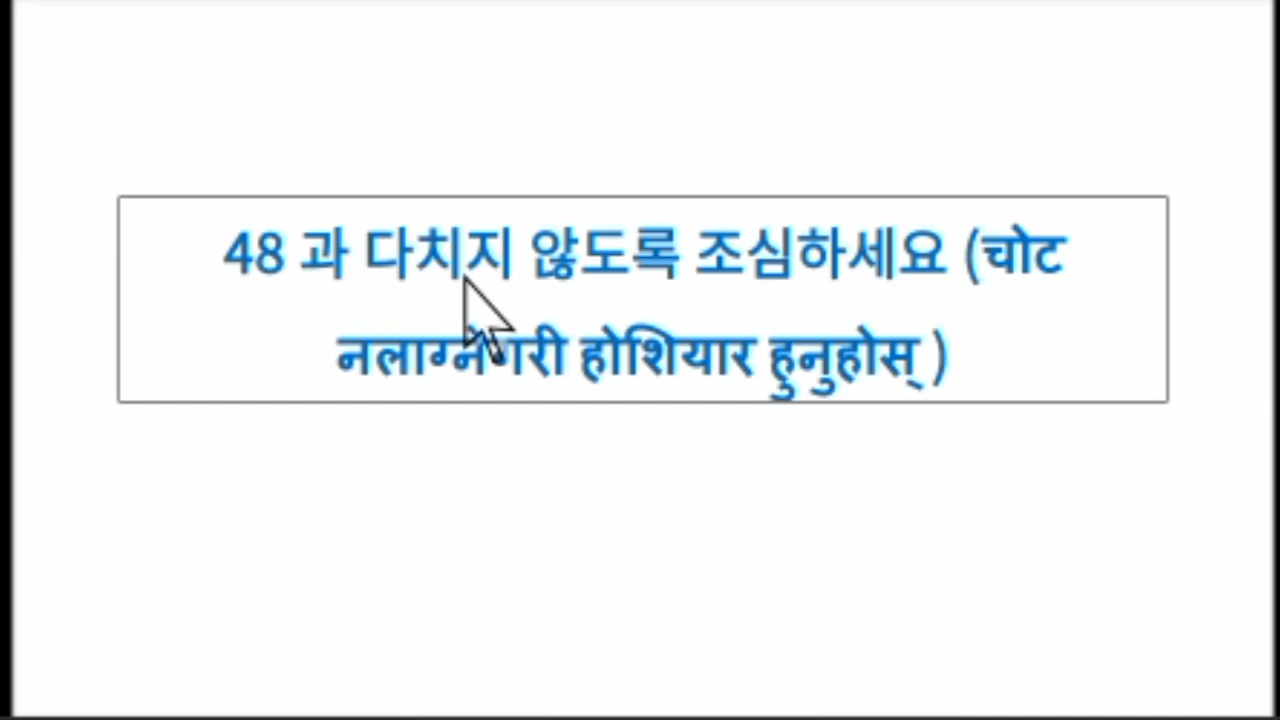 48 과 다치지 않도록 조심하세요 (चोट
नलाग्नेगरी होशियार हुनुहोस् )